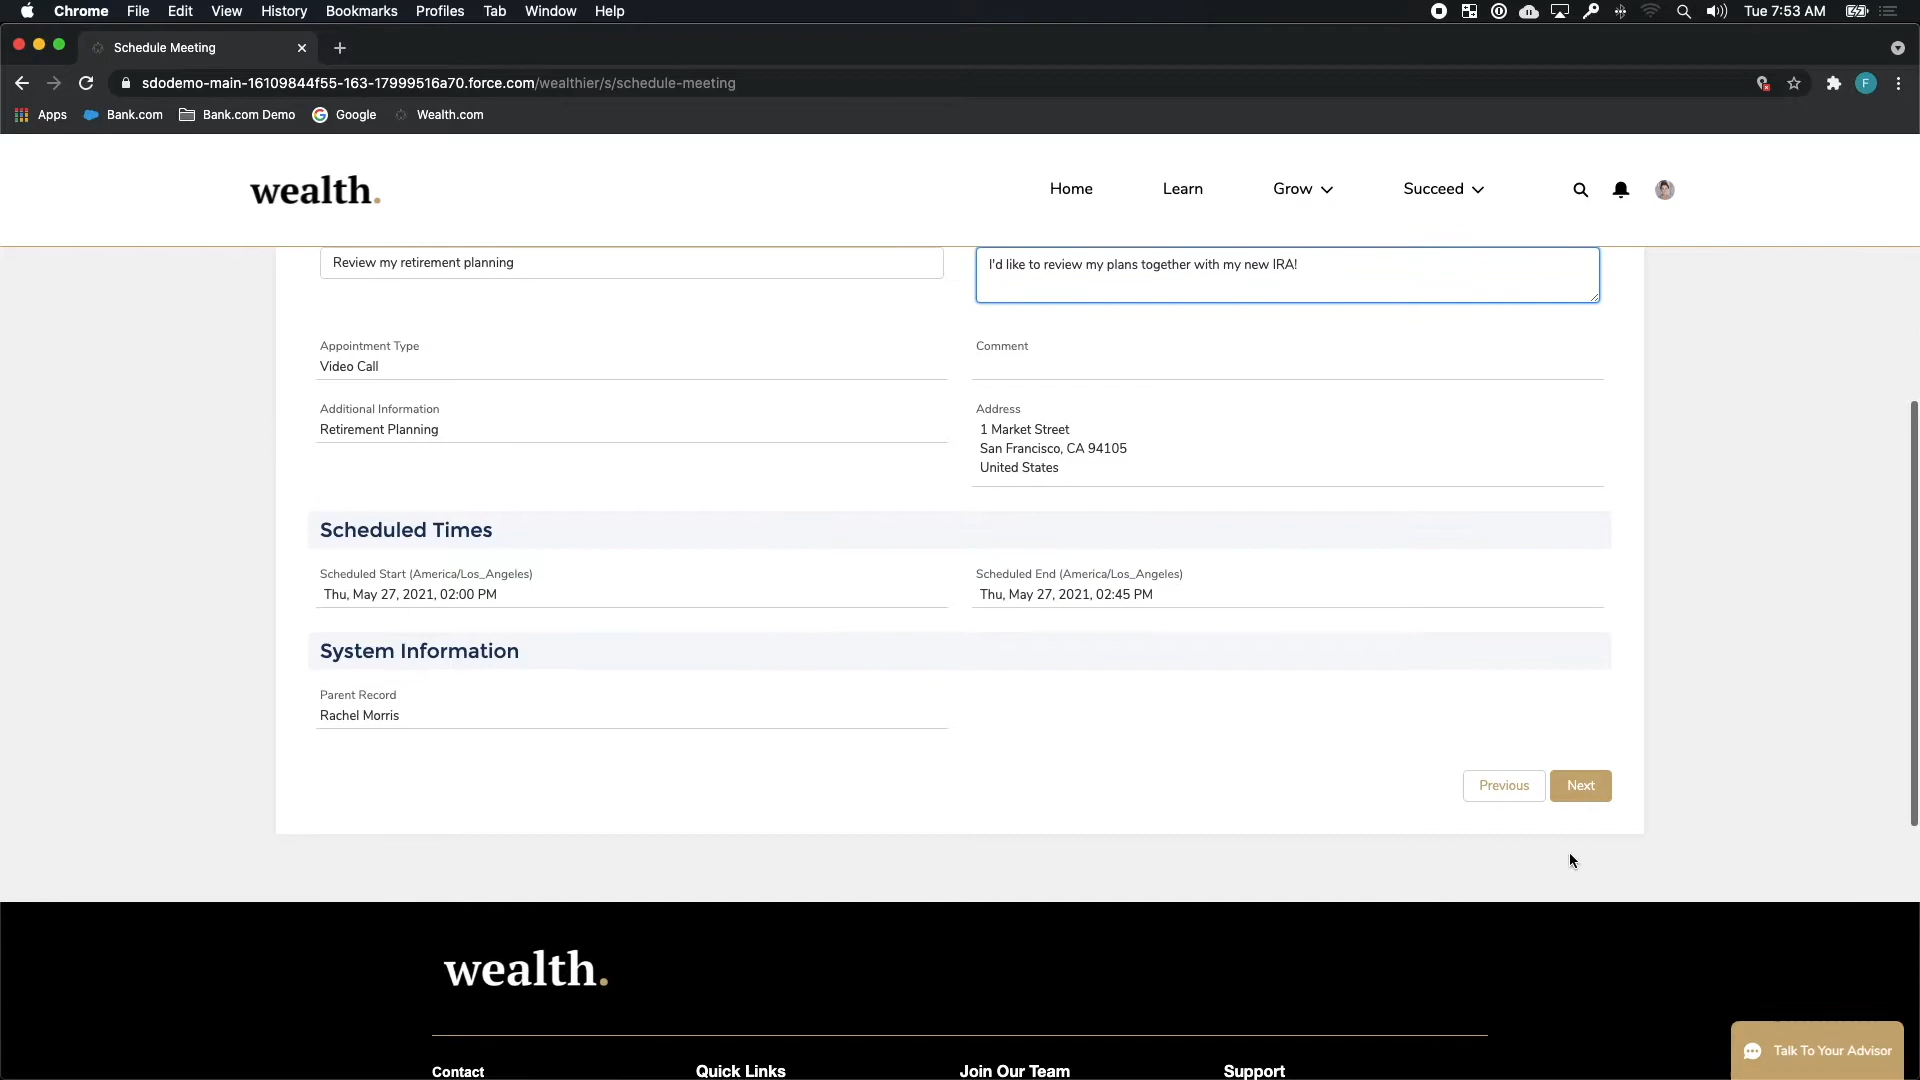 Chrome File Edit View History Bookmarks Profiles Tab Window Help Tue 7:53 AM
Schedule Meeting
sdodemo-main-16109844f55-163-17999516a70.force.com/wealthier/s/schedule-meeting
F
Apps Bank.com Bank.com Demo Google Wealth.com
wealth. Home Learn Grow Succeed
Review my retirement planning
I'd like to review my plans together with my new IRA!
Appointment Type
Video Call
Comment
Additional Information
Retirement Planning
Address
1 Market Street
San Francisco, CA 94105
United States
Scheduled Times
Scheduled Start (America/Los_Angeles)
Thu, May 27, 2021, 02:00 PM
Scheduled End (America/Los_Angeles)
Thu, May 27, 2021, 02:45 PM
System Information
Parent Record
Rachel Morris
Previous Next
wealth.
Contact Quick Links Join Our Team Support
Talk To Your Advisor